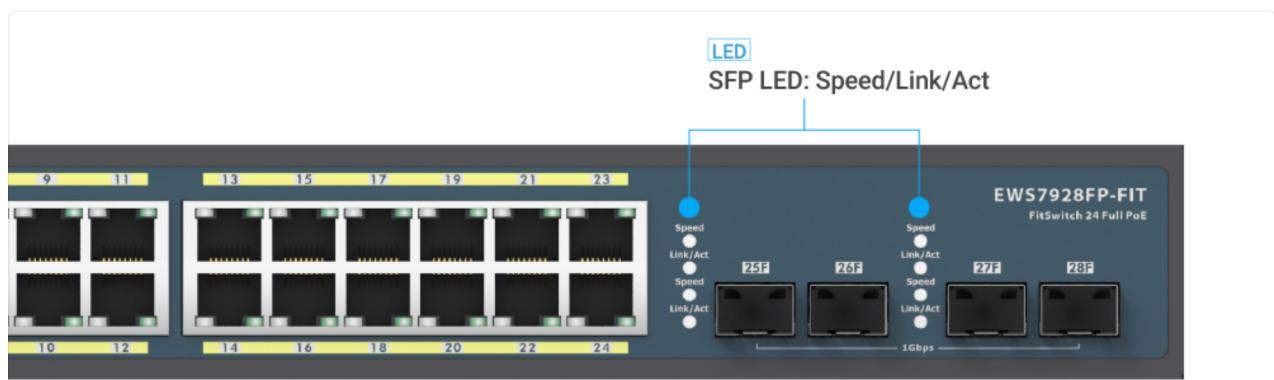 LED
SFP LED: Speed/Link/Act
9 11 13 15 17 19 21 23
EWS7928FP-FIT
FitSwitch 24 Full PoE
Speed
Link/Act
Speed
Link/Act
25F 26F
Speed
Link/Act
Speed
Link/Act
27F 28F
10 12 14 16 18 20 22 24
1Gbps